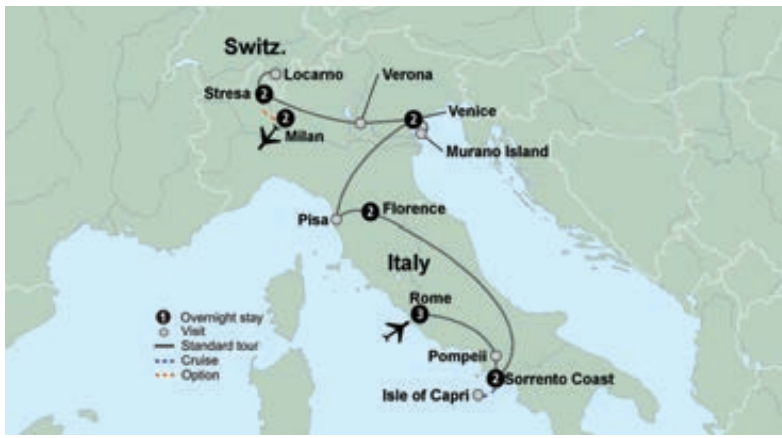 Switz.
Locarno
Verona
Stresa
2
2
Venice
2
Milan
Murano Island
Pisa
2
Florence
Italy
Rome
3
1 Overnight stay
Visit
Standard tour
Cruise
Option
Pompeii
2
Sorrento Coast
Isle of Capri